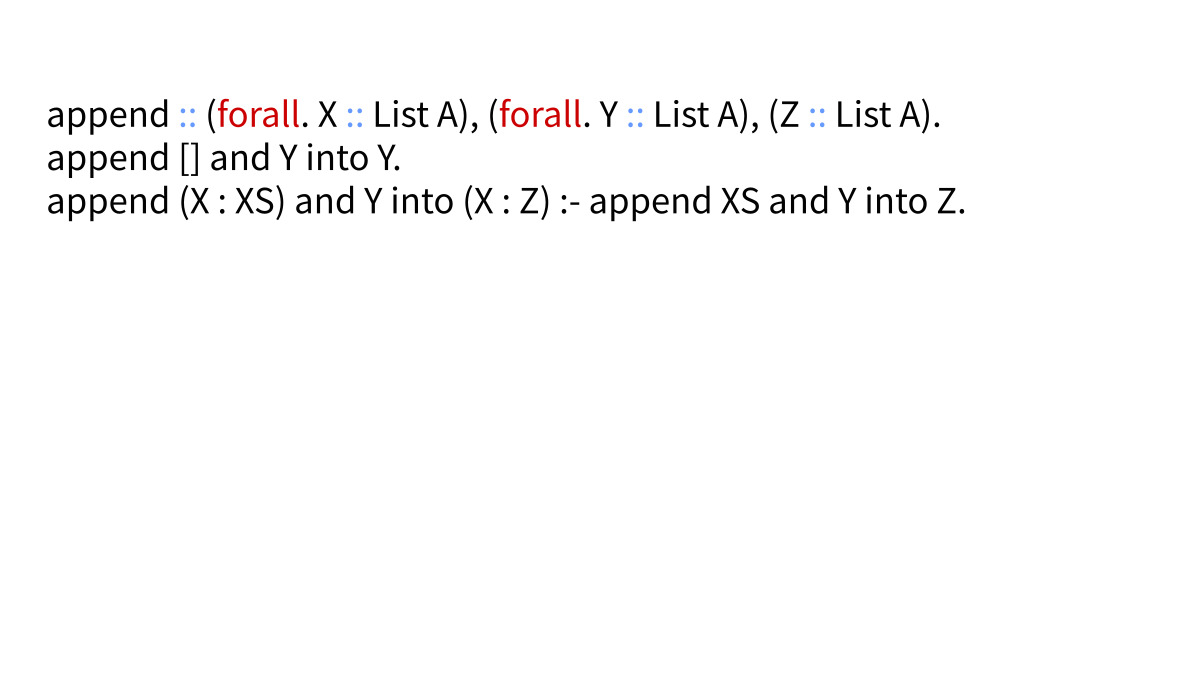 append :: (forall. X :: List A), (forall. Y :: List A), (Z :: List A).
append [] and Y into Y.
append (X : XS) and Y into (X : Z) :- append XS and Y into Z.